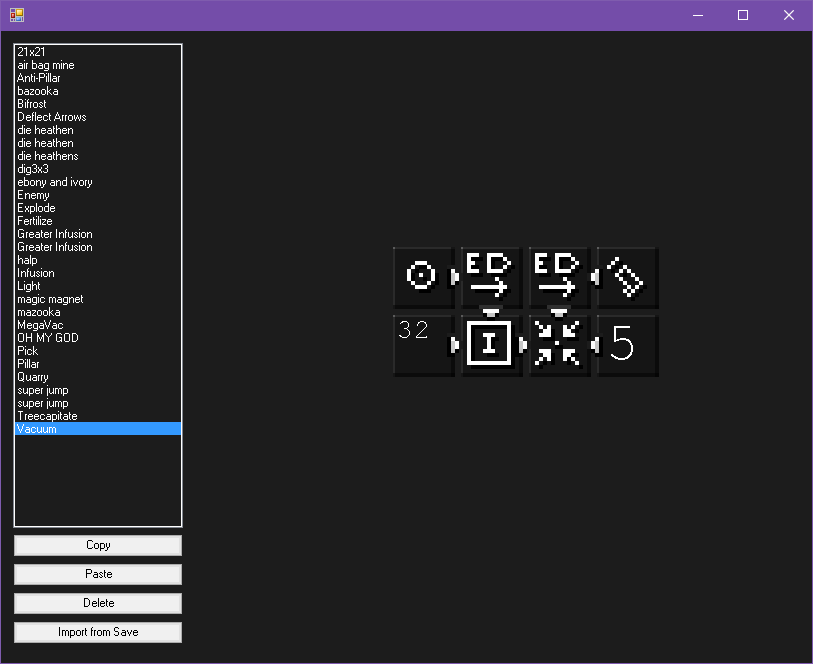 21x21
air bag mine
Anti-Pillar
bazooka
Bifrost
Deflect Arrows
die heathen
die heathen
die heathens
dig3x3
ebony and ivory
Enemy
Explode
Fertilize
Greater Infusion
Greater Infusion
halp
Infusion
Light
magic magnet
mazooka
MegaVac
OH MY GOD
Pick
Pillar
Quarry
super jump
super jump
Treecapitate
Vacuum
Copy
Paste
Delete
Import from Save
ED ED
32 I 5